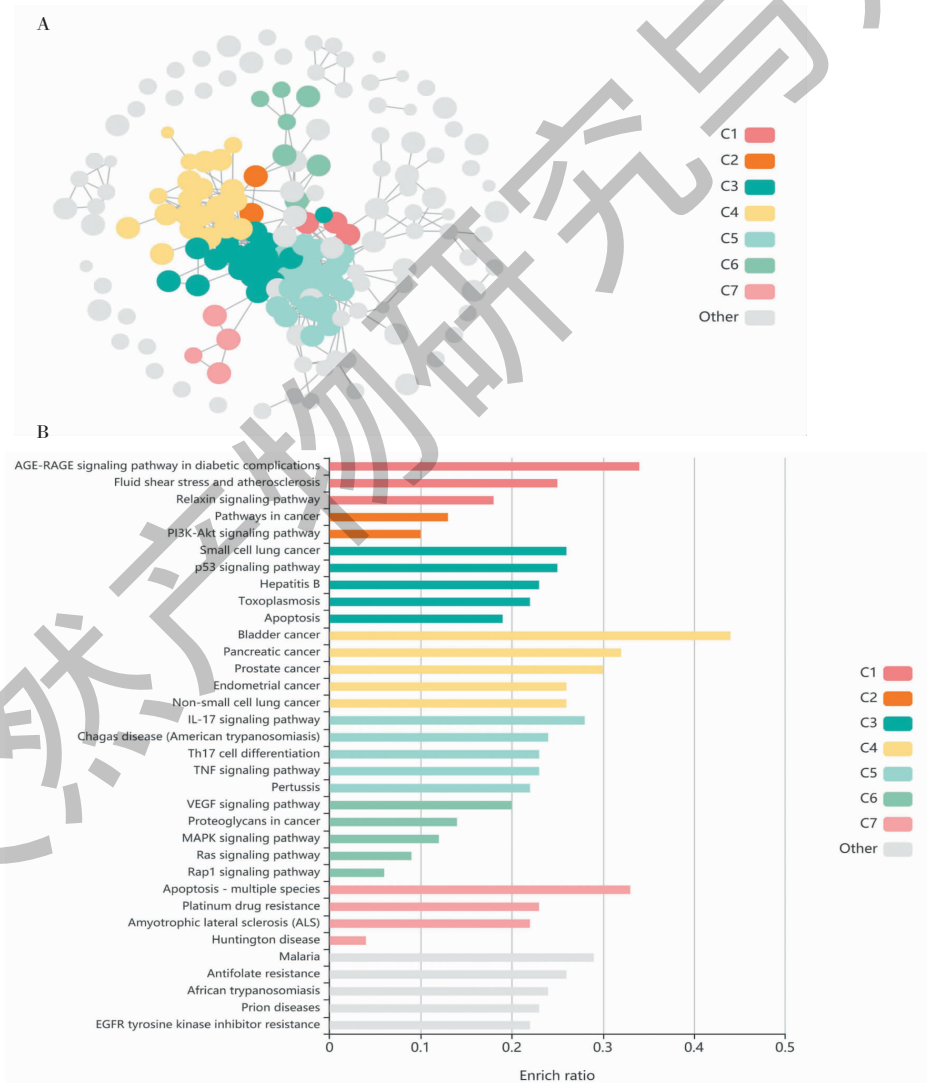 A
C1
C2
C3
C4
C5
C6
C7
Other
B
AGE-RAGE signaling pathway in diabetic complications
Fluid shear stress and atherosclerosis
Relaxin signaling pathway
Pathways in cancer
PI3K-Akt signaling pathway
Small cell lung cancer
p53 signaling pathway
Hepatitis B
Toxoplasmosis
Apoptosis
Bladder cancer
Pancreatic cancer
Prostate cancer
Endometrial cancer
Non-small cell lung cancer
IL-17 signaling pathway
Chagas disease (American trypanosomiasis)
Th17 cell differentiation
TNF signaling pathway
Pertussis
VEGF signaling pathway
Proteoglycans in cancer
MAPK signaling pathway
Ras signaling pathway
Rap1 signaling pathway
Apoptosis - multiple species
Platinum drug resistance
Amyotrophic lateral sclerosis (ALS)
Huntington disease
Malaria
Antifolate resistance
African trypanosomiasis
Prion diseases
EGFR tyrosine kinase inhibitor resistance
0 0.1 0.2 0.3 0.4 0.5
Enrich ratio
C1
C2
C3
C4
C5
C6
C7
Other
然产物研究与